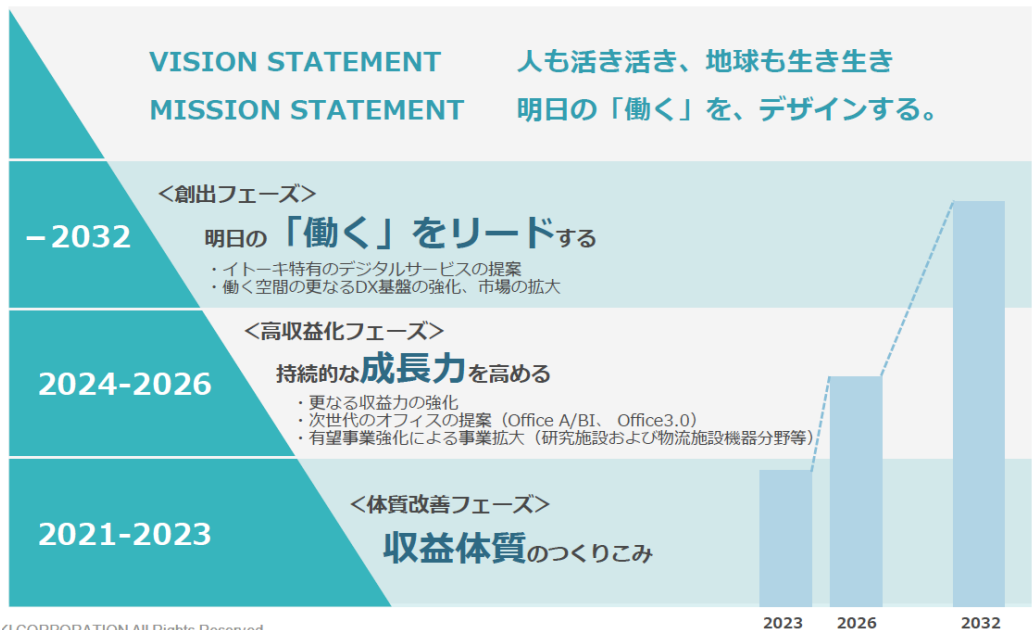 VISION STATEMENT 人も活き活き、地球も生き生き
MISSION STATEMENT 明日の「働く」を、デザインする。
－2032
＜創出フェーズ＞
明日の「働く」をリードする
・イトーキ特有のデジタルサービスの提案
・働く空間の更なるDX基盤の強化、市場の拡大
2024-2026
＜高収益化フェーズ＞
持続的な成長力を高める
・更なる収益力の強化
・次世代のオフィスの提案（Office A/BI、 Office3.0）
・有望事業強化による事業拡大（研究施設および物流施設機器分野等）
2021-2023
＜体質改善フェーズ＞
収益体質のつくりこみ
2023 2026 2032
CORPORATION All Rights Reserved